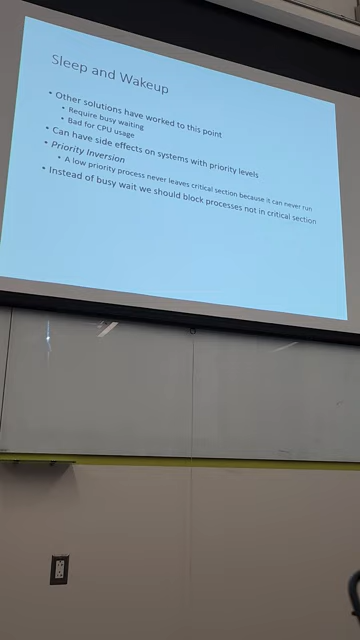 Sleep and Wakeup
• Other solutions have worked to this point
• Require busy waiting
• Bad for CPU usage
• Can have side effects on systems with priority levels
• Priority Inversion
• A low priority process never leaves critical section because it can never run
• Instead of busy wait we should block processes not in critical section